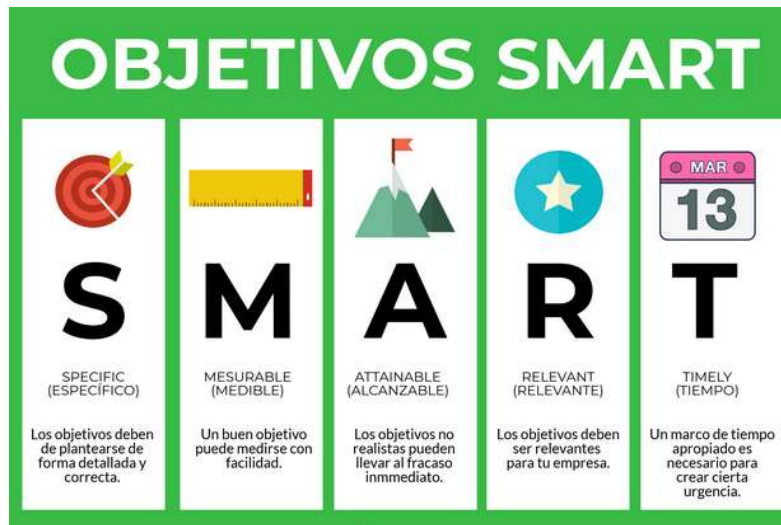 OBJETIVOS SMART
S
SPECIFIC
(ESPECÍFICO)
Los objetivos deben
de plantearse de
forma detallada y
correcta.
M
MESURABLE
(MEDIBLE)
Un buen objetivo
puede medirse con
facilidad.
A
ATTAINABLE
(ALCANZABLE)
Los objetivos no
realistas pueden
llevar al fracaso
inmmediato.
R
RELEVANT
(RELEVANTE)
Los objetivos deben
ser relevantes
para tu empresa.
MAR
13
T
TIMELY
(TIEMPO)
Un marco de tiempo
apropiado es
necesario para
crear cierta
urgencia.